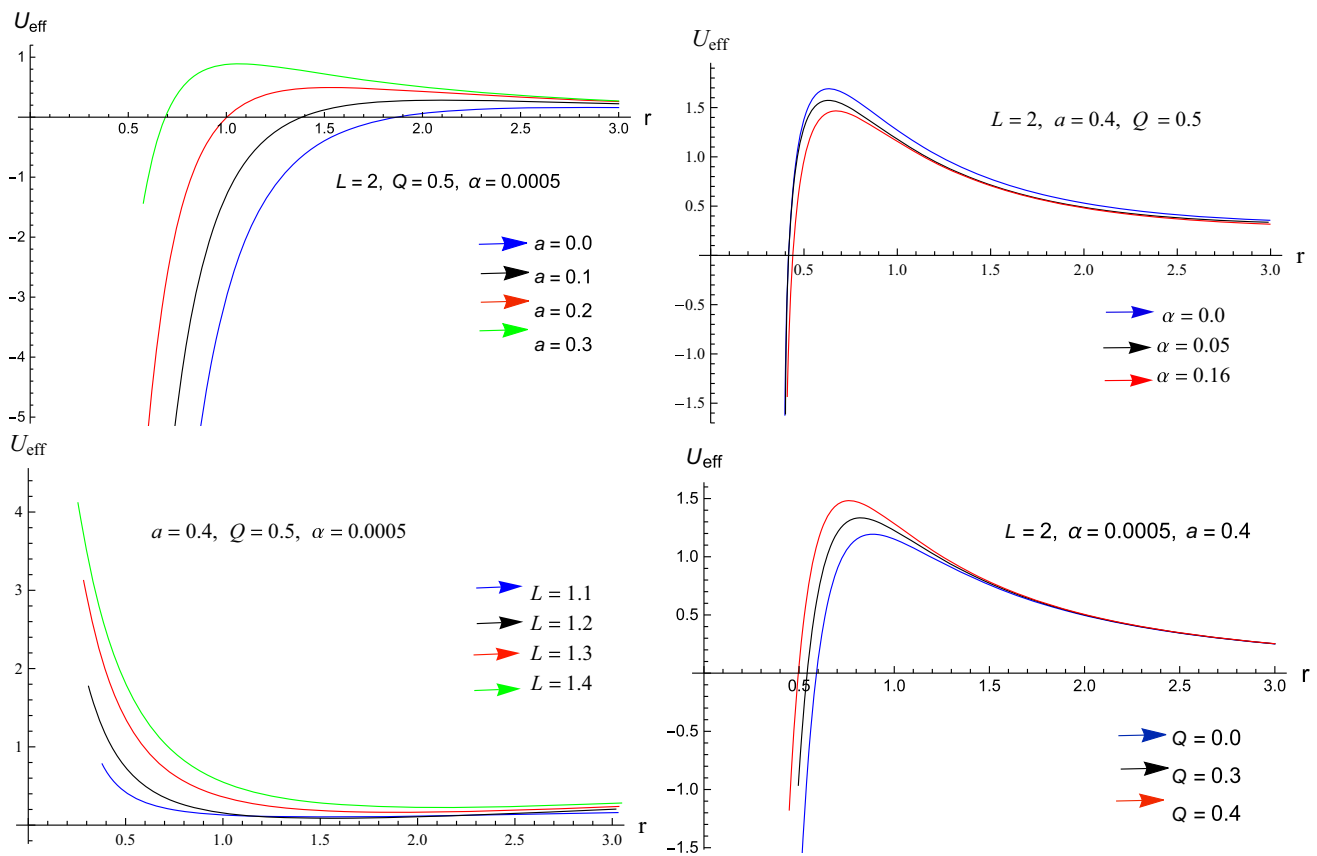 U_eff
1
0.5 1.0 1.5 2.0 2.5 3.0 r
−1
L = 2, Q = 0.5, α = 0.0005
−2
a = 0.0
a = 0.1
−3
a = 0.2
a = 0.3
−4
−5
U_eff
1.5
L = 2, a = 0.4, Q = 0.5
1.0
0.5
0.5 1.0 1.5 2.0 2.5 3.0 r
−0.5
α = 0.0
−1.0
α = 0.05
α = 0.16
−1.5
U_eff
4
a = 0.4, Q = 0.5, α = 0.0005
3
L = 1.1
L = 1.2
2
L = 1.3
L = 1.4
1
0.5 1.0 1.5 2.0 2.5 3.0 r
U_eff
1.5
L = 2, α = 0.0005, a = 0.4
1.0
0.5
0.5 1.0 1.5 2.0 2.5 3.0 r
−0.5
Q = 0.0
Q = 0.3
−1.0
Q = 0.4
−1.5